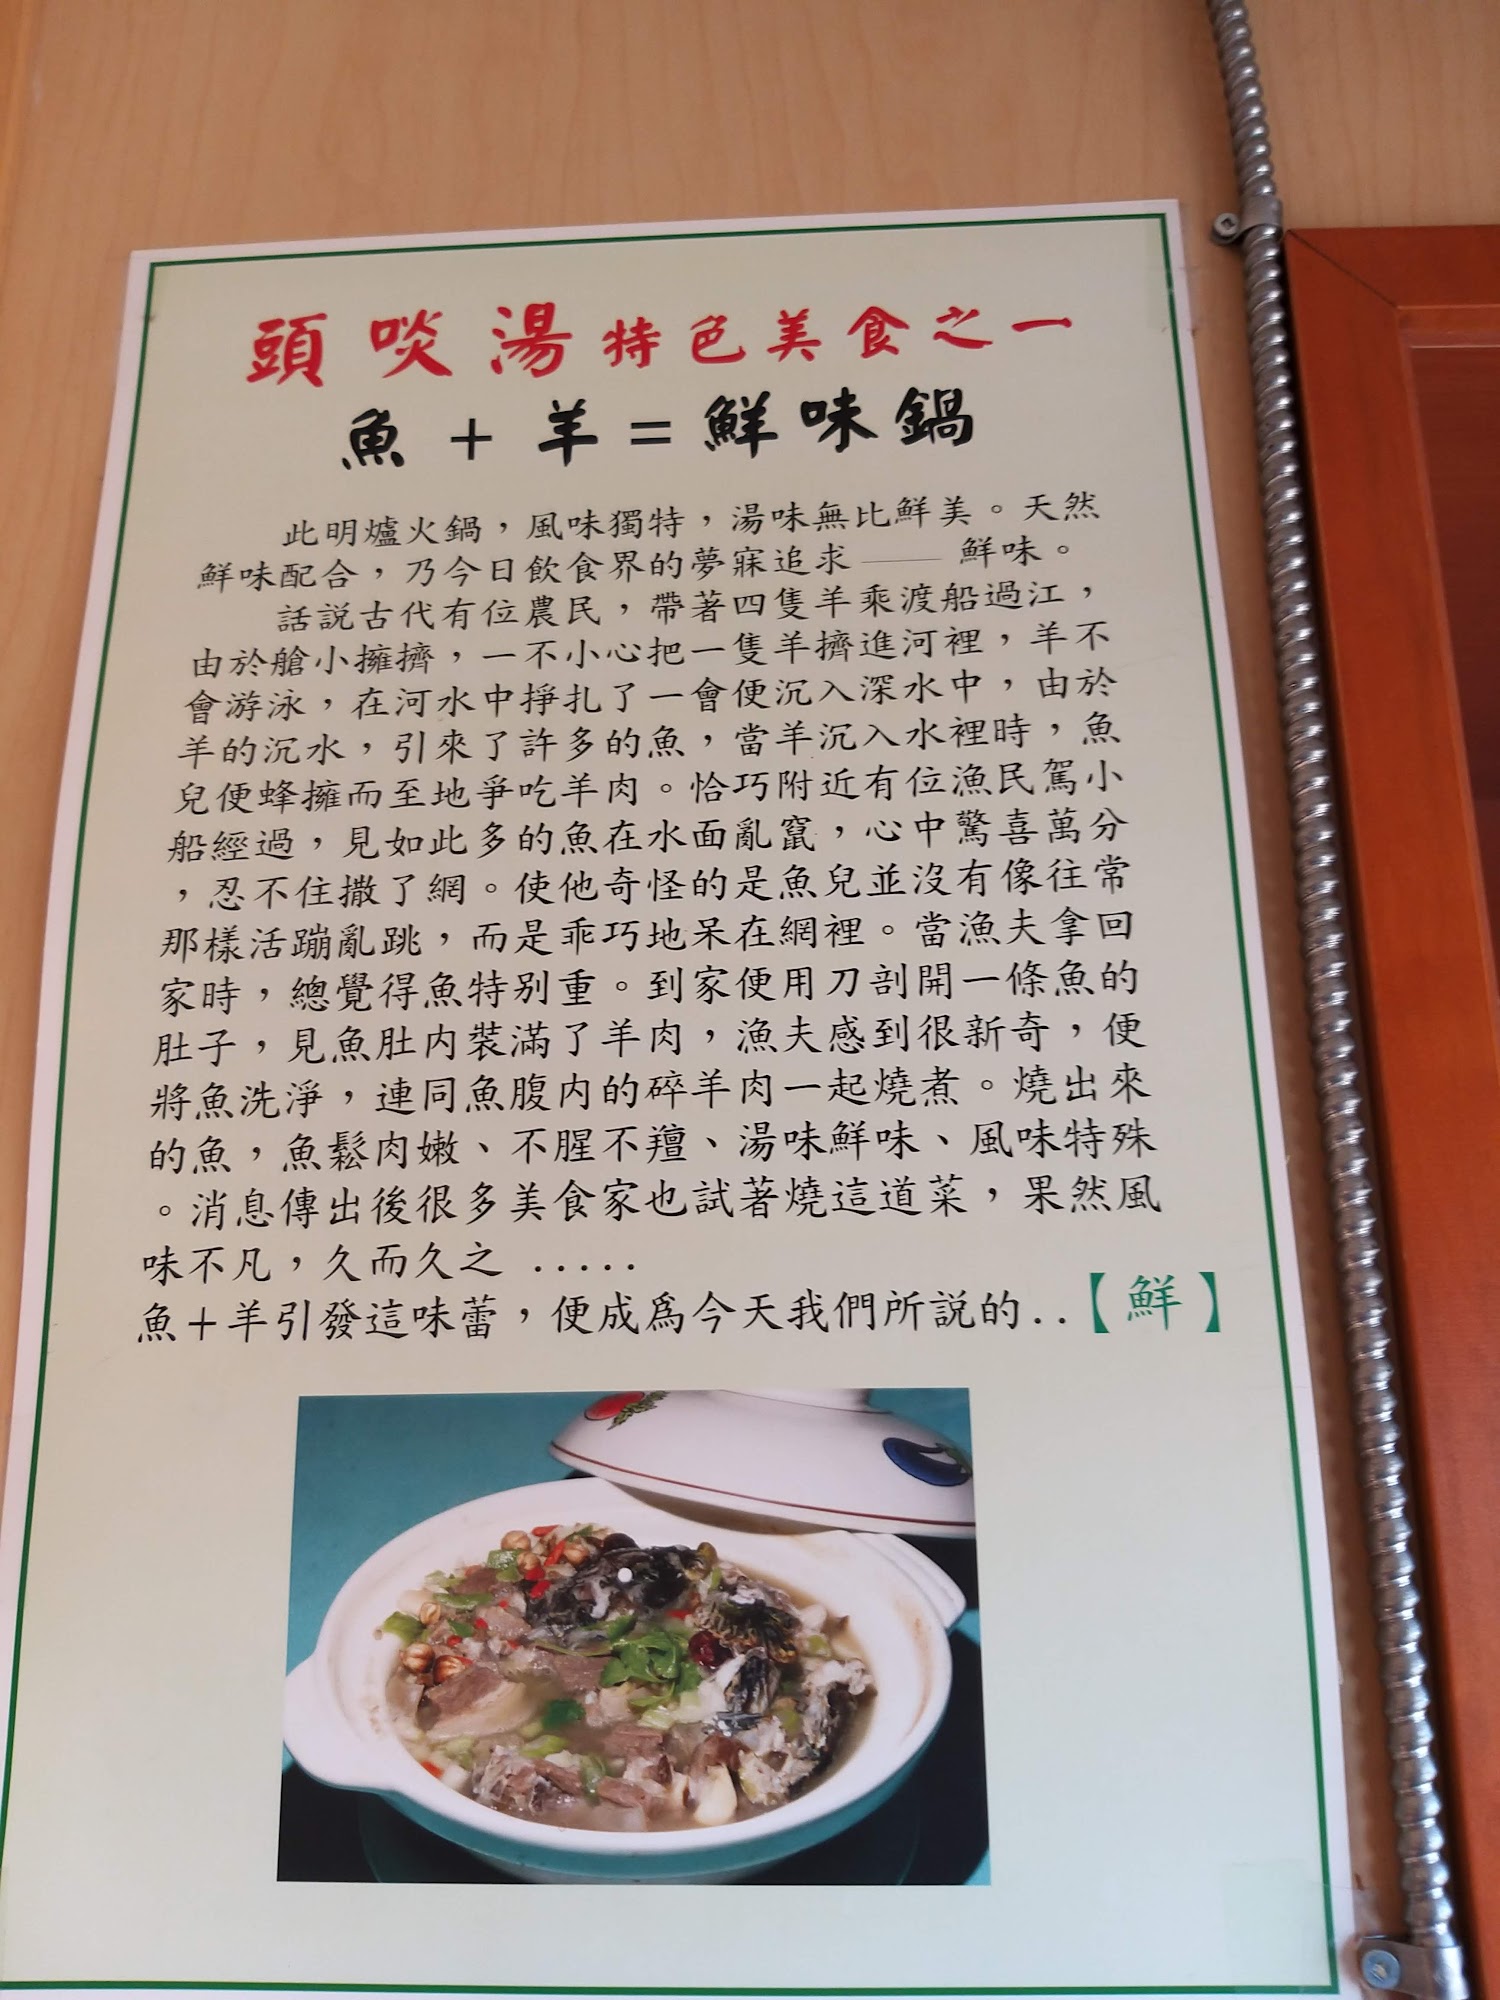 頭啖湯特色美食之一
魚+羊=鮮味鍋
此明爐火鍋，風味獨特，湯味無比鮮美。天然
鮮味配合，乃今日飲食界的夢寐追求——鮮味。
話説古代有位農民，帶著四隻羊乘渡船過江，
由於艙小擁擠，一不小心把一隻羊擠進河裡，羊不
會游泳，在河水中掙扎了一會便沉入深水中，由於
羊的沉水，引來了許多的魚，當羊沉入水裡時，魚
兒便蜂擁而至地爭吃羊肉。恰巧附近有位漁民駕小
船經過，見如此多的魚在水面亂竄，心中驚喜萬分
，忍不住撒了網。使他奇怪的是魚兒並沒有像往常
那樣活蹦亂跳，而是乖巧地呆在網裡。當漁夫拿回
家時，總覺得魚特别重。到家便用刀剖開一條魚的
肚子，見魚肚内裝滿了羊肉，漁夫感到很新奇，便
將魚洗淨，連同魚腹内的碎羊肉一起燒煮。燒出來
的魚，魚鬆肉嫩、不腥不羶、湯味鮮味、風味特殊
。消息傳出後很多美食家也試著燒這道菜，果然風
味不凡，久而久之 .....
魚+羊引發這味蕾，便成爲今天我們所説的..【鮮】